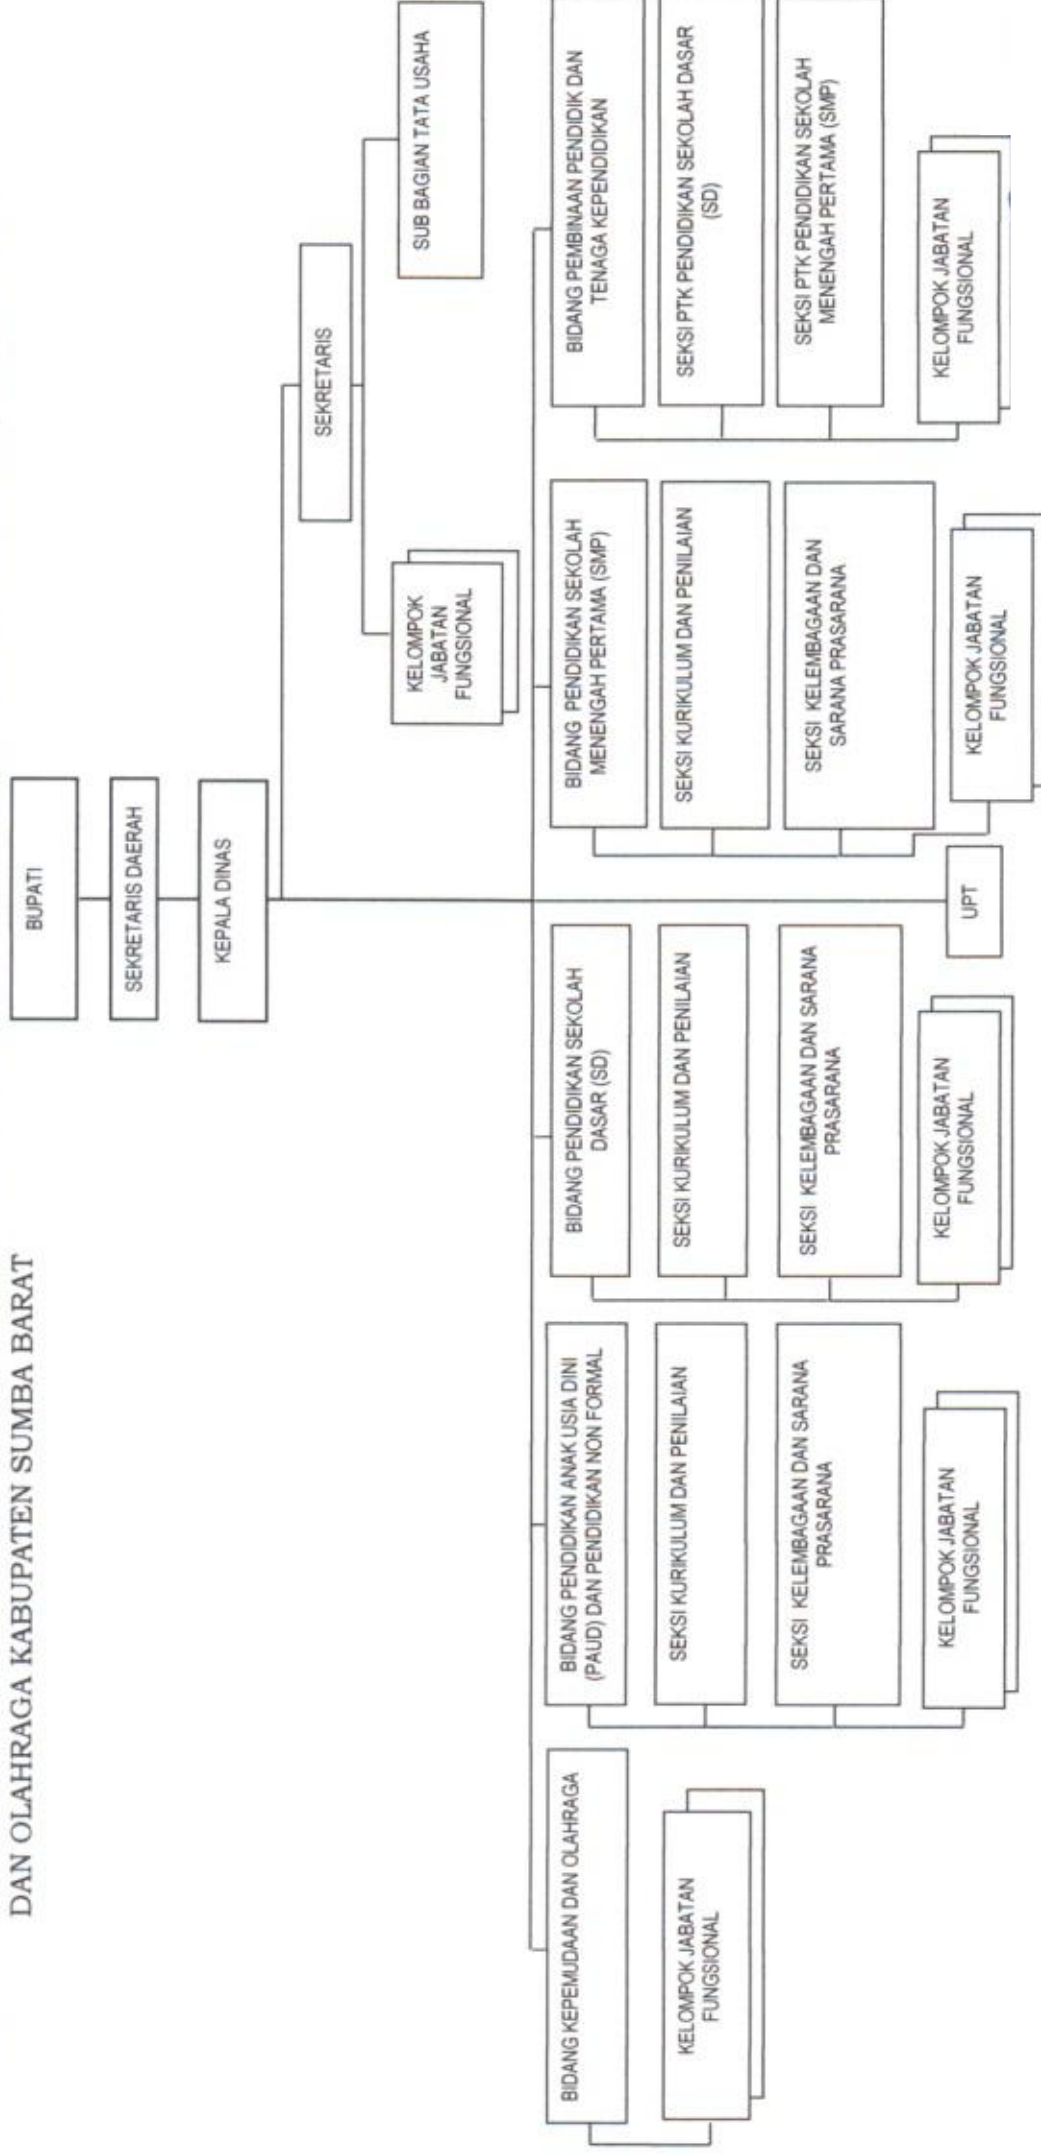 DAN OLAHRAGA KABUPATEN SUMBA BARAT
BUPATI
SEKRETARIS DAERAH
KEPALA DINAS
SEKRETARIS
KELOMPOK
JABATAN
FUNGSIONAL
SUB BAGIAN TATA USAHA
BIDANG KEPEMUDAAN DAN OLAHRAGA
KELOMPOK JABATAN
FUNGSIONAL
BIDANG PENDIDIKAN ANAK USIA DINI
(PAUD) DAN PENDIDIKAN NON FORMAL
SEKSI KURIKULUM DAN PENILAIAN
SEKSI KELEMBAGAAN DAN SARANA
PRASARANA
KELOMPOK JABATAN
FUNGSIONAL
BIDANG PENDIDIKAN SEKOLAH
DASAR (SD)
SEKSI KURIKULUM DAN PENILAIAN
SEKSI KELEMBAGAAN DAN SARANA
PRASARANA
KELOMPOK JABATAN
FUNGSIONAL
UPT
BIDANG PENDIDIKAN SEKOLAH
MENENGAH PERTAMA (SMP)
SEKSI KURIKULUM DAN PENILAIAN
SEKSI KELEMBAGAAN DAN
SARANA PRASARANA
KELOMPOK JABATAN
FUNGSIONAL
BIDANG PEMBINAAN PENDIDIK DAN
TENAGA KEPENDIDIKAN
SEKSI PTK PENDIDIKAN SEKOLAH DASAR
(SD)
SEKSI PTK PENDIDIKAN SEKOLAH
MENENGAH PERTAMA (SMP)
KELOMPOK JABATAN
FUNGSIONAL